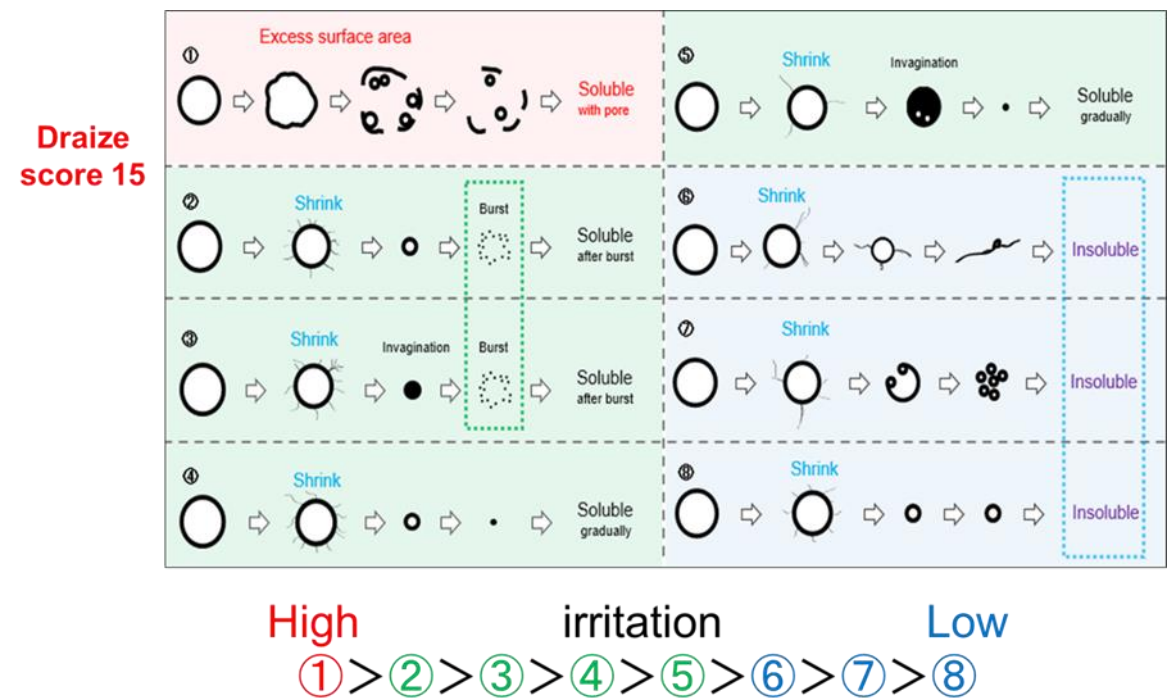 Draize
score 15
①
Excess surface area
Soluble
with pore
②
Shrink
Burst
Soluble
after burst
③
Shrink
Invagination
Burst
Soluble
after burst
④
Shrink
Soluble
gradually
⑤
Shrink
Invagination
Soluble
gradually
⑥
Shrink
Insoluble
⑦
Shrink
Insoluble
⑧
Shrink
Insoluble
High irritation Low
①>②>③>④>⑤>⑥>⑦>⑧